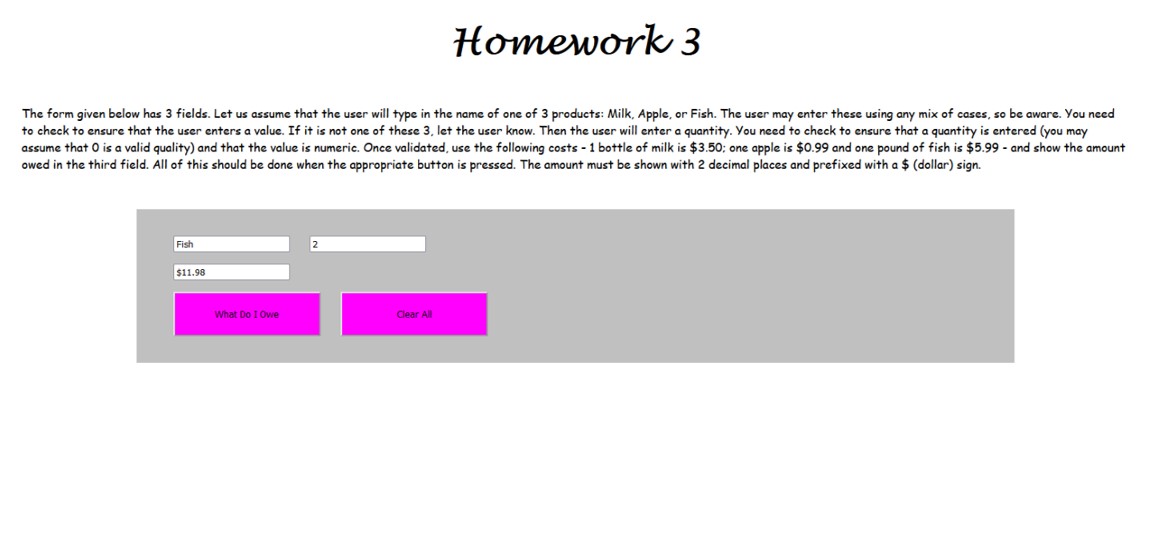 Homework 3
The form given below has 3 fields. Let us assume that the user will type in the name of one of 3 products: Milk, Apple, or Fish. The user may enter these using any mix of cases, so be aware. You need
to check to ensure that the user enters a value. If it is not one of these 3, let the user know. Then the user will enter a quantity. You need to check to ensure that a quantity is entered (you may
assume that 0 is a valid quality) and that the value is numeric. Once validated, use the following costs - 1 bottle of milk is $3.50; one apple is $0.99 and one pound of fish is $5.99 - and show the amount
owed in the third field. All of this should be done when the appropriate button is pressed. The amount must be shown with 2 decimal places and prefixed with a $ (dollar) sign.
Fish 2
$11.98
What Do I Owe Clear All